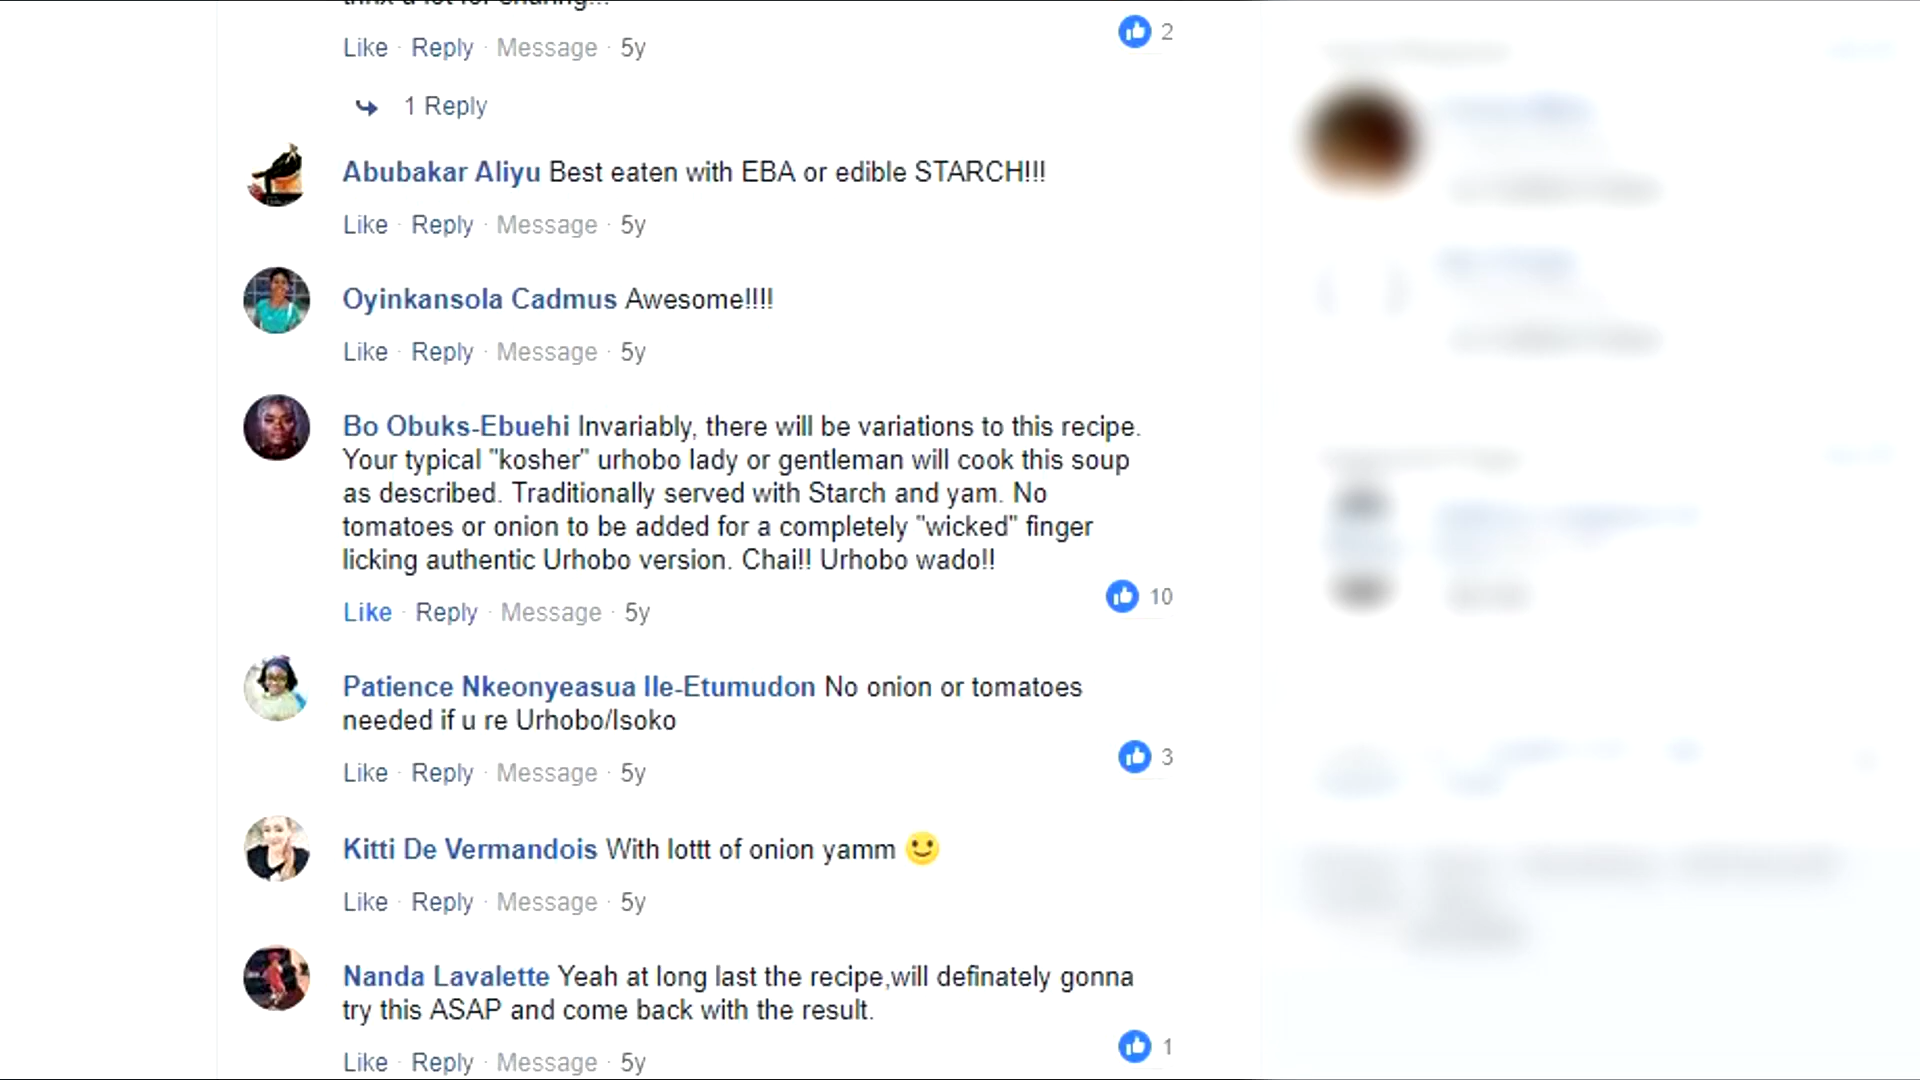 Like · Reply · Message · 5y
2
1 Reply
Abubakar Aliyu Best eaten with EBA or edible STARCH!!!
Like · Reply · Message · 5y
Oyinkansola Cadmus Awesome!!!!
Like · Reply · Message · 5y
Bo Obuks-Ebuehi Invariably, there will be variations to this recipe.
Your typical "kosher" urhobo lady or gentleman will cook this soup
as described. Traditionally served with Starch and yam. No
tomatoes or onion to be added for a completely "wicked" finger
licking authentic Urhobo version. Chai!! Urhobo wado!!
10
Like · Reply · Message · 5y
Patience Nkeonyeasua Ile-Etumudon No onion or tomatoes
needed if u re Urhobo/Isoko
3
Like · Reply · Message · 5y
Kitti De Vermandois With lottt of onion yamm 🙂
Like · Reply · Message · 5y
Nanda Lavalette Yeah at long last the recipe,will definately gonna
try this ASAP and come back with the result.
1
Like · Reply · Message · 5y